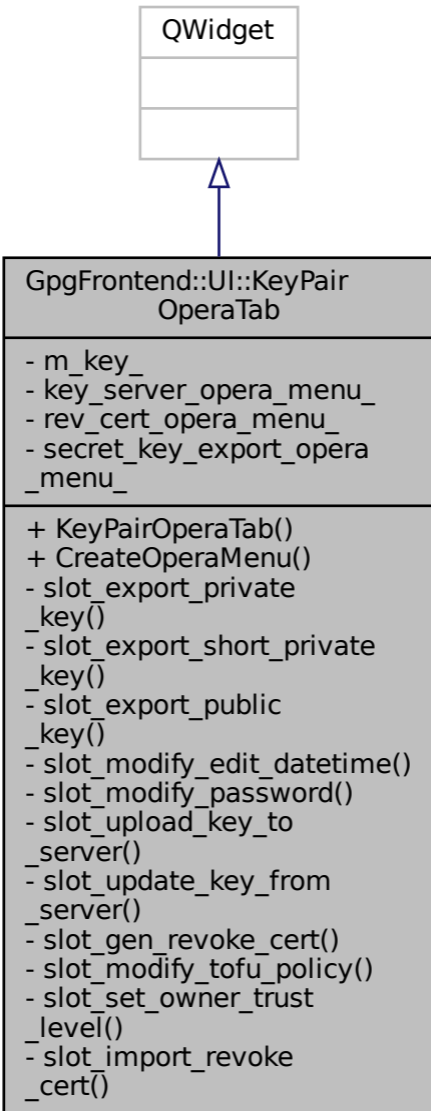 QWidget
GpgFrontend::UI::KeyPair
OperaTab
- m_key_
- key_server_opera_menu_
- rev_cert_opera_menu_
- secret_key_export_opera
_menu_
+ KeyPairOperaTab()
+ CreateOperaMenu()
- slot_export_private
_key()
- slot_export_short_private
_key()
- slot_export_public
_key()
- slot_modify_edit_datetime()
- slot_modify_password()
- slot_upload_key_to
_server()
- slot_update_key_from
_server()
- slot_gen_revoke_cert()
- slot_modify_tofu_policy()
- slot_set_owner_trust
_level()
- slot_import_revoke
_cert()